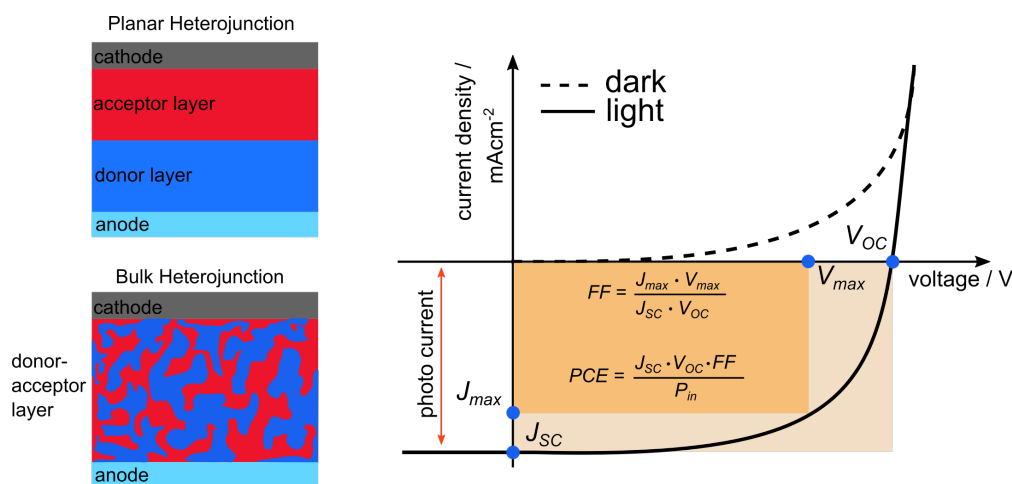 Planar Heterojunction
cathode
acceptor layer
donor layer
anode
Bulk Heterojunction
cathode
donor-
acceptor
layer
anode
current density /
mAcm⁻²
dark
light
V_OC
V_max
voltage / V
FF = J_max · V_max / J_SC · V_OC
PCE = J_SC · V_OC · FF / P_in
photo current
J_max
J_SC